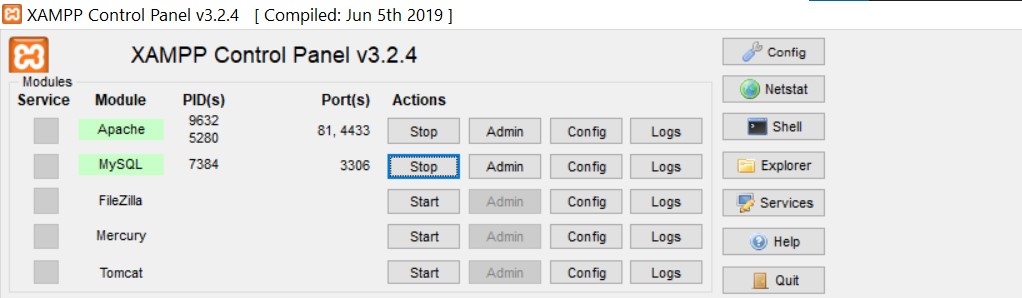 XAMPP Control Panel v3.2.4 [ Compiled: Jun 5th 2019 ]
XAMPP Control Panel v3.2.4
Config
Modules
Service Module PID(s) Port(s) Actions
Netstat
Apache 9632 5280 81, 4433 Stop Admin Config Logs
Shell
MySQL 7384 3306 Stop Admin Config Logs
Explorer
FileZilla Start Admin Config Logs
Services
Mercury Start Admin Config Logs
Help
Tomcat Start Admin Config Logs
Quit